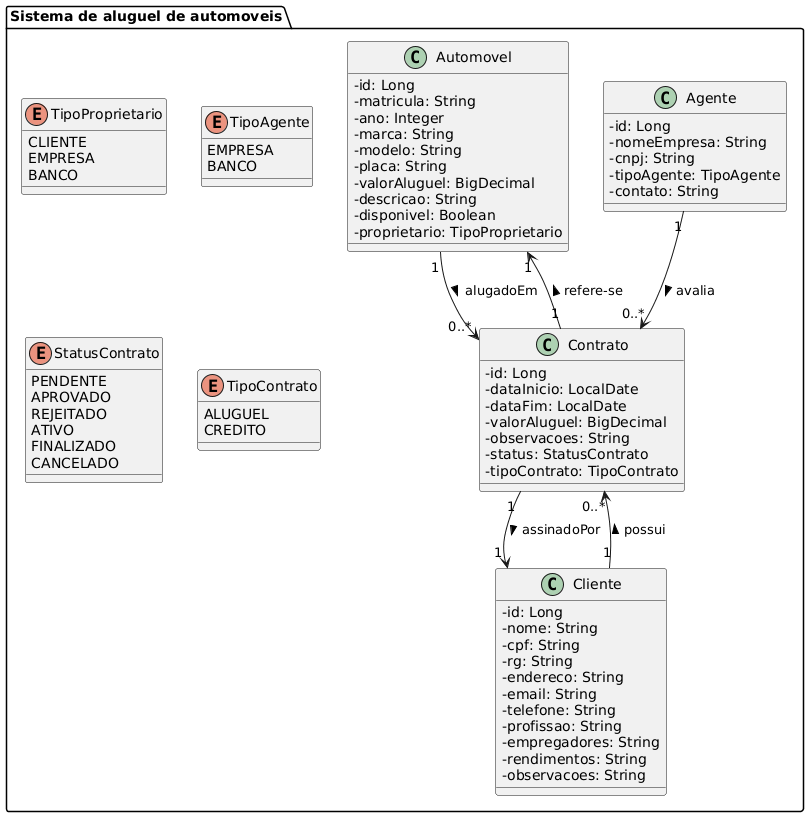 Sistema de aluguel de automoveis
E TipoProprietario
CLIENTE
EMPRESA
BANCO
E TipoAgente
EMPRESA
BANCO
C Automovel
-id: Long
-matricula: String
-ano: Integer
-marca: String
-modelo: String
-placa: String
-valorAluguel: BigDecimal
-descricao: String
-disponivel: Boolean
-proprietario: TipoProprietario
C Agente
-id: Long
-nomeEmpresa: String
-cnpj: String
-tipoAgente: TipoAgente
-contato: String
1
alugadoEm
0..*
1
refere-se
1
1
avalia
0..*
E StatusContrato
PENDENTE
APROVADO
REJEITADO
ATIVO
FINALIZADO
CANCELADO
E TipoContrato
ALUGUEL
CREDITO
C Contrato
-id: Long
-dataInicio: LocalDate
-dataFim: LocalDate
-valorAluguel: BigDecimal
-observacoes: String
-status: StatusContrato
-tipoContrato: TipoContrato
1
assinadoPor
1
0..*
possui
1
C Cliente
-id: Long
-nome: String
-cpf: String
-rg: String
-endereco: String
-email: String
-telefone: String
-profissao: String
-empregadores: String
-rendimentos: String
-observacoes: String